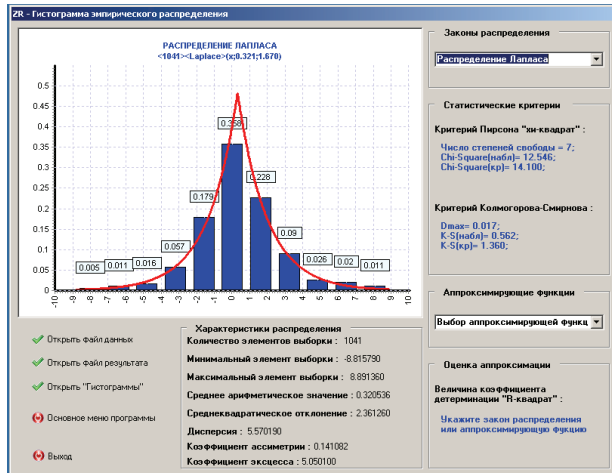 ZR - Гистограмма эмпирического распределения
РАСПРЕДЕЛЕНИЕ ЛАПЛАСА
<1041><Laplace>(x;0.321;1.670)
0.5
0.45
0.4
0.35
0.3
0.25
0.2
0.15
0.1
0.05
0
0.005
0.011
0.016
0.057
0.179
0.358
0.228
0.09
0.026
0.02
0.011
-10
-9
-8
-7
-6
-5
-4
-3
-2
-1
0
1
2
3
4
5
6
7
8
9
10
Открыть файл данных
Открыть файл результата
Открыть "Гистограммы"
Основное меню программы
Выход
Характеристики распределения
Количество элементов выборки : 1041
Минимальный элемент выборки : -8.815790
Максимальный элемент выборки : 8.891360
Среднее арифметическое значение : 0.320536
Среднеквадратическое отклонение : 2.361260
Дисперсия : 5.570190
Коэффициент ассиметрии : 0.141082
Коэффициент эксцесса : 5.050100
Законы распределения
Распределение Лапласа
Статистические критерии
Критерий Пирсона "хи-квадрат" :
Число степеней свободы = 7;
Chi-Square(набл)= 12.546;
Chi-Square(кр)= 14.100;
Критерий Колмогорова-Смирнова :
Dmax= 0.017;
K-S(набл)= 0.562;
K-S(кр)= 1.360;
Аппроксимирующие функции
Выбор аппроксимирующей функц
Оценка аппроксимации
Величина коэффициента
детерминации "R-квадрат" :
Укажите закон распределения
или аппроксимирующую фукцию